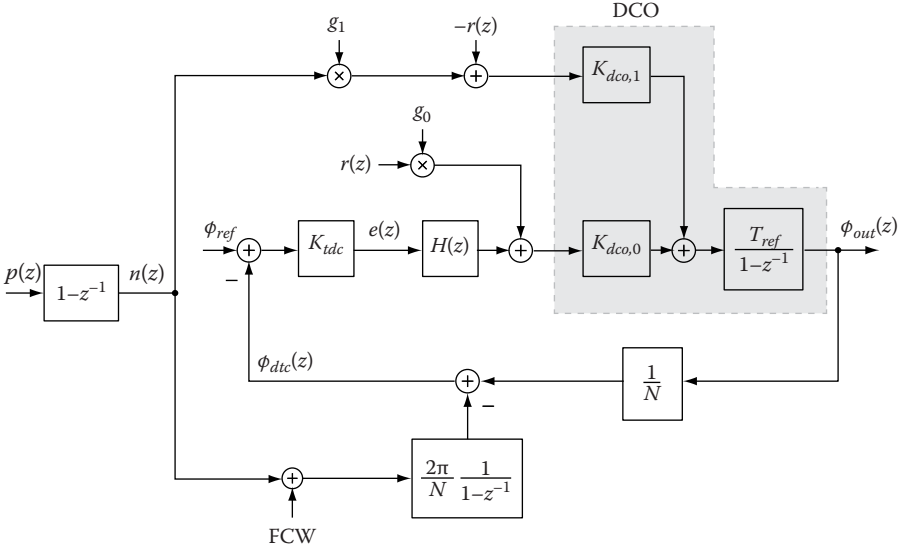 DCO
g1
−r(z)
× + Kdco,1
g0
r(z) ×
ϕref + Ktdc e(z) H(z) + Kdco,0 + Tref/1−z−1 ϕout(z)
−
p(z) 1−z−1 n(z)
ϕdtc(z) + 1/N
−
+ 2π/N 1/1−z−1
FCW